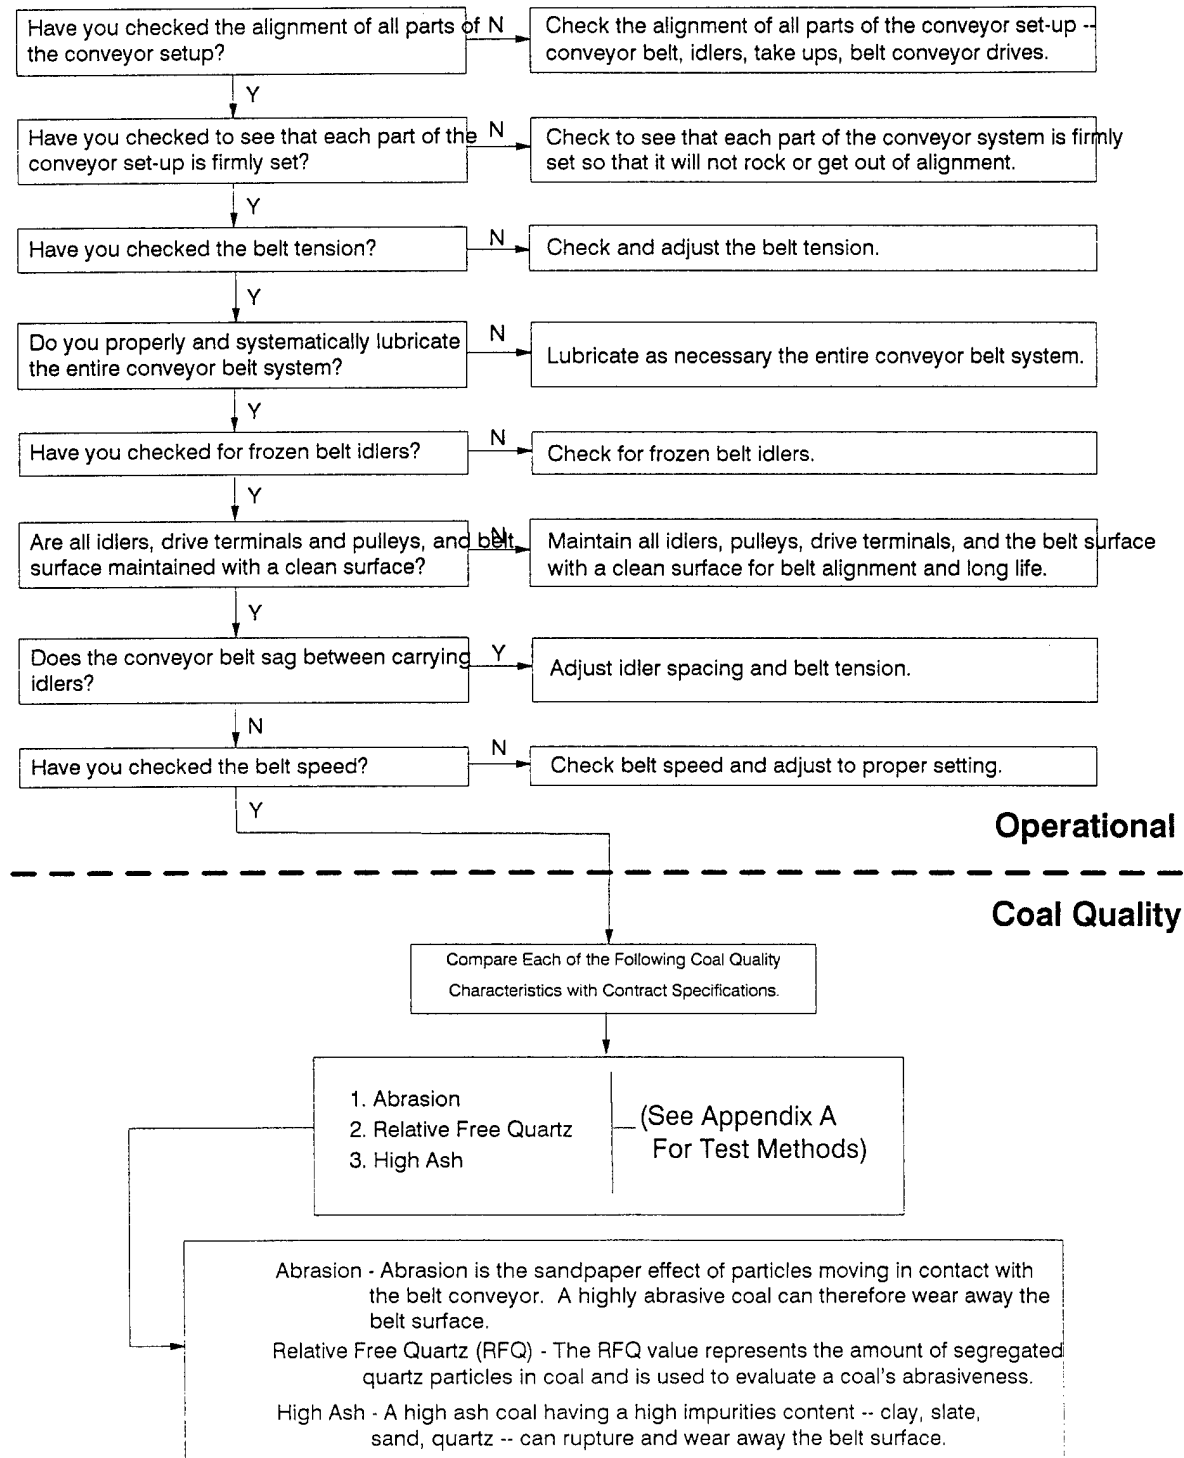 Have you checked the alignment of all parts of
the conveyor setup?
N
Check the alignment of all parts of the conveyor set-up --
conveyor belt, idlers, take ups, belt conveyor drives.
Y
Have you checked to see that each part of the
conveyor set-up is firmly set?
N
Check to see that each part of the conveyor system is firmly
set so that it will not rock or get out of alignment.
Y
Have you checked the belt tension?
N
Check and adjust the belt tension.
Y
Do you properly and systematically lubricate
the entire conveyor belt system?
N
Lubricate as necessary the entire conveyor belt system.
Y
Have you checked for frozen belt idlers?
N
Check for frozen belt idlers.
Y
Are all idlers, drive terminals and pulleys, and belt
surface maintained with a clean surface?
N
Maintain all idlers, pulleys, drive terminals, and the belt surface
with a clean surface for belt alignment and long life.
Y
Does the conveyor belt sag between carrying
idlers?
Y
Adjust idler spacing and belt tension.
N
Have you checked the belt speed?
N
Check belt speed and adjust to proper setting.
Y
Operational
Coal Quality
Compare Each of the Following Coal Quality
Characteristics with Contract Specifications.
1. Abrasion
2. Relative Free Quartz
3. High Ash
(See Appendix A
For Test Methods)
Abrasion - Abrasion is the sandpaper effect of particles moving in contact with
the belt conveyor. A highly abrasive coal can therefore wear away the
belt surface.
Relative Free Quartz (RFQ) - The RFQ value represents the amount of segregated
quartz particles in coal and is used to evaluate a coal's abrasiveness.
High Ash - A high ash coal having a high impurities content -- clay, slate,
sand, quartz -- can rupture and wear away the belt surface.